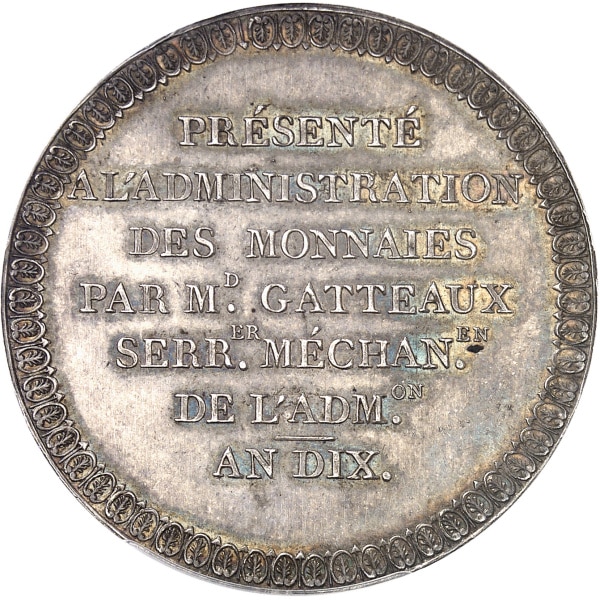 PRÉSENTÉ
A L'ADMINISTRATION
DES MONNAIES
PAR M.D GATTEAUX
SERR.ER MÉCHAN.EN
DE L'ADM.ON
AN DIX.